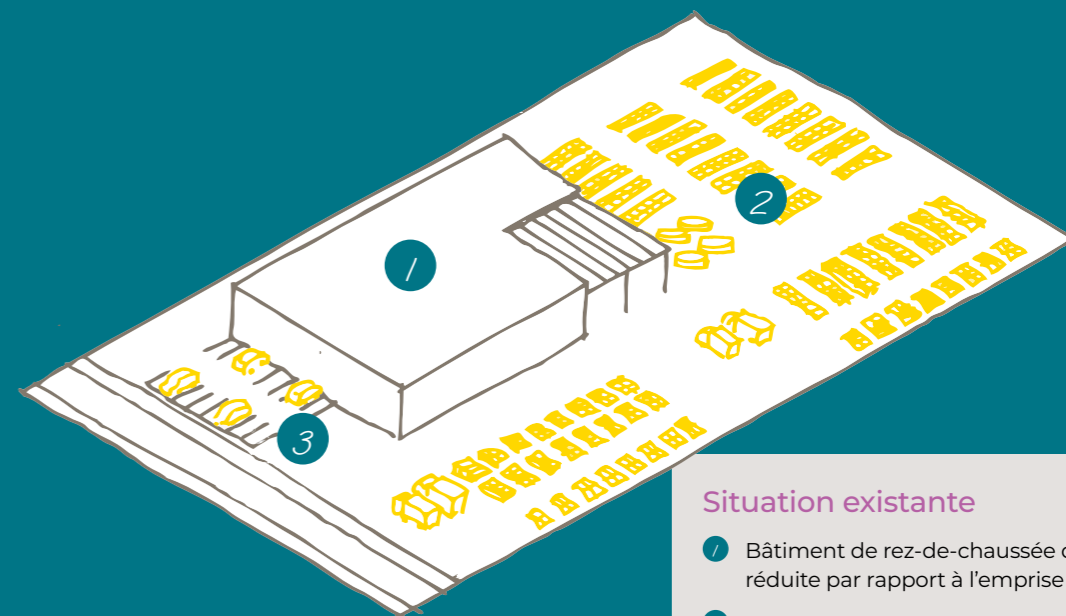 1
2
3
Situation existante
1 Bâtiment de rez-de-chaussée
réduite par rapport à l'emprise